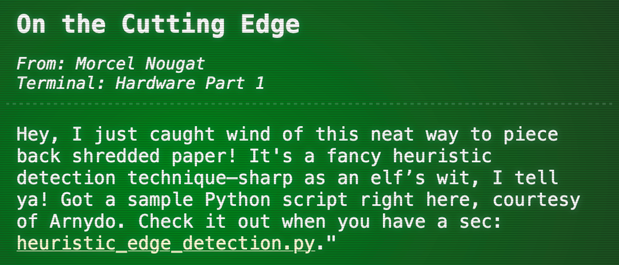 On the Cutting Edge
From: Morcel Nougat
Terminal: Hardware Part 1
Hey, I just caught wind of this neat way to piece
back shredded paper! It's a fancy heuristic
detection technique—sharp as an elf’s wit, I tell
ya! Got a sample Python script right here, courtesy
of Arnydo. Check it out when you have a sec:
heuristic_edge_detection.py."